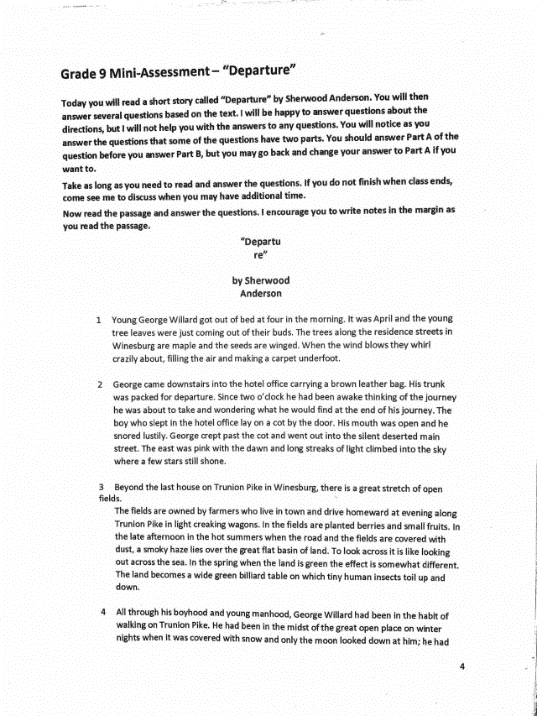 Grade 9 Mini-Assessment – "Departure"
Today you will read a short story called "Departure" by Sherwood Anderson. You will then
answer several questions based on the text. I will be happy to answer questions about the
directions, but I will not help you with the answers to any questions. You will notice as you
answer the questions that some of the questions have two parts. You should answer Part A of the
question before you answer Part B, but you may go back and change your answer to Part A if you
want to.
Take as long as you need to read and answer the questions. If you do not finish when class ends,
come see me to discuss when you may have additional time.
Now read the passage and answer the questions. I encourage you to write notes in the margin as
you read the passage.
"Departu
re"
by Sherwood
Anderson
1 Young George Willard got out of bed at four in the morning. It was April and the young
tree leaves were just coming out of their buds. The trees along the residence streets in
Winesburg are maple and the seeds are winged. When the wind blows they whirl
crazily about, filling the air and making a carpet underfoot.
2 George came downstairs into the hotel office carrying a brown leather bag. His trunk
was packed for departure. Since two o'clock he had been awake thinking of the journey
he was about to take and wondering what he would find at the end of his journey. The
boy who slept in the hotel office lay on a cot by the door. His mouth was open and he
snored lustily. George crept past the cot and went out into the silent deserted main
street. The east was pink with the dawn and long streaks of light climbed into the sky
where a few stars still shone.
3 Beyond the last house on Trunion Pike in Winesburg, there is a great stretch of open
fields.
The fields are owned by farmers who live in town and drive homeward at evening along
Trunion Pike in light creaking wagons. In the fields are planted berries and small fruits. In
the late afternoon in the hot summers when the road and the fields are covered with
dust, a smoky haze lies over the great flat basin of land. To look across it is like looking
out across the sea. In the spring when the land is green the effect is somewhat different.
The land becomes a wide green billiard table on which tiny human insects toil up and
down.
4 All through his boyhood and young manhood, George Willard had been in the habit of
walking on Trunion Pike. He had been in the midst of the great open place on winter
nights when it was covered with snow and only the moon looked down at him; he had
4